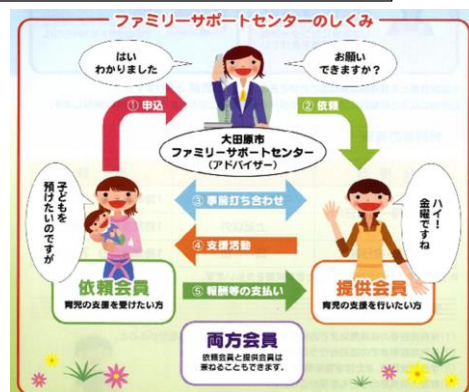 ファミリーサポートセンターのしくみ
はい
わかりました
お願い
できますか？
① 申込
② 依頼
大田原市
ファミリーサポートセンター
（アドバイザー）
子どもを
預けたいのですが
③ 事前打ち合わせ
ハイ！
金曜ですね
④ 支援活動
依頼会員
育児の支援を受けたい方
⑤ 報酬等の支払い
提供会員
育児の支援を行いたい方
両方会員
依頼会員と提供会員は
兼ねることもできます。